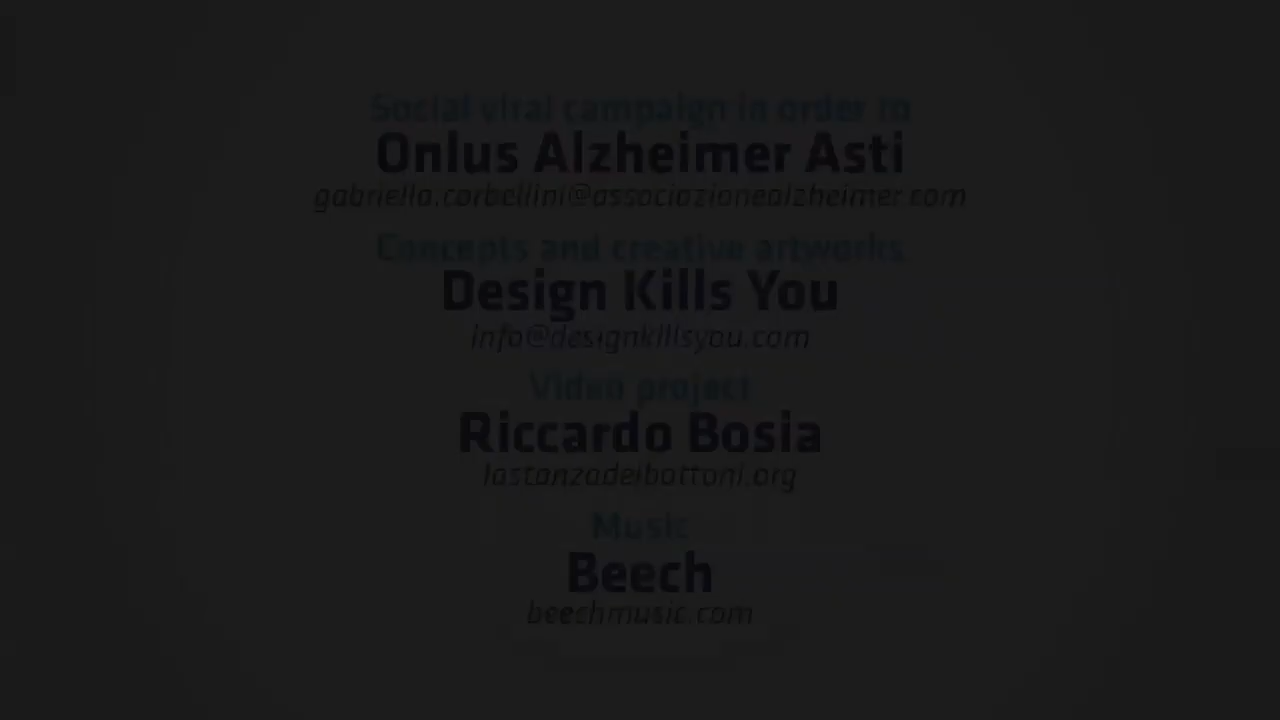 Social viral campaign in order to
Onlus Alzheimer Asti
gabriella.corbellini@associazionealzheimer.com
Concepts and creative artworks
Design Kills You
info@designkillsyou.com
Video project
Riccardo Bosia
lastanzadeibottoni.org
Music
Beech
beechmusic.com